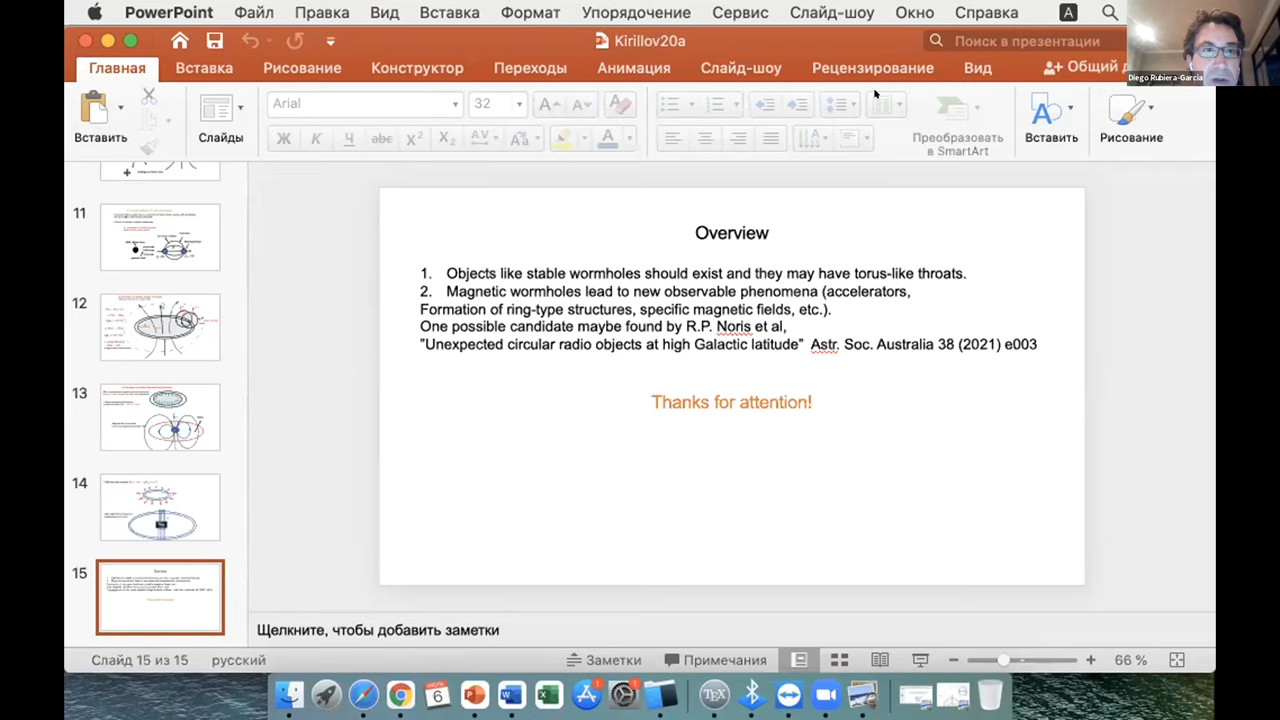 PowerPoint Файл Правка Вид Вставка Формат Упорядочение Сервис Слайд-шоу Окно Справка A
Kirillov20a
Поиск в презентации
Diego Rubiera-Garcia
Главная Вставка Рисование Конструктор Переходы Анимация Слайд-шоу Рецензирование Вид Общий д
Arial 32
Вставить Слайды
Преобразовать
в SmartArt
Вставить Рисование
11
12
13
14
15
Overview
1. Objects like stable wormholes should exist and they may have torus-like throats.
2. Magnetic wormholes lead to new observable phenomena (accelerators,
Formation of ring-type structures, specific magnetic fields, etc.).
One possible candidate maybe found by R.P. Noris et al,
"Unexpected circular radio objects at high Galactic latitude" Astr. Soc. Australia 38 (2021) e003
Thanks for attention!
Щелкните, чтобы добавить заметки
Слайд 15 из 15 русский Заметки Примечания 66 %